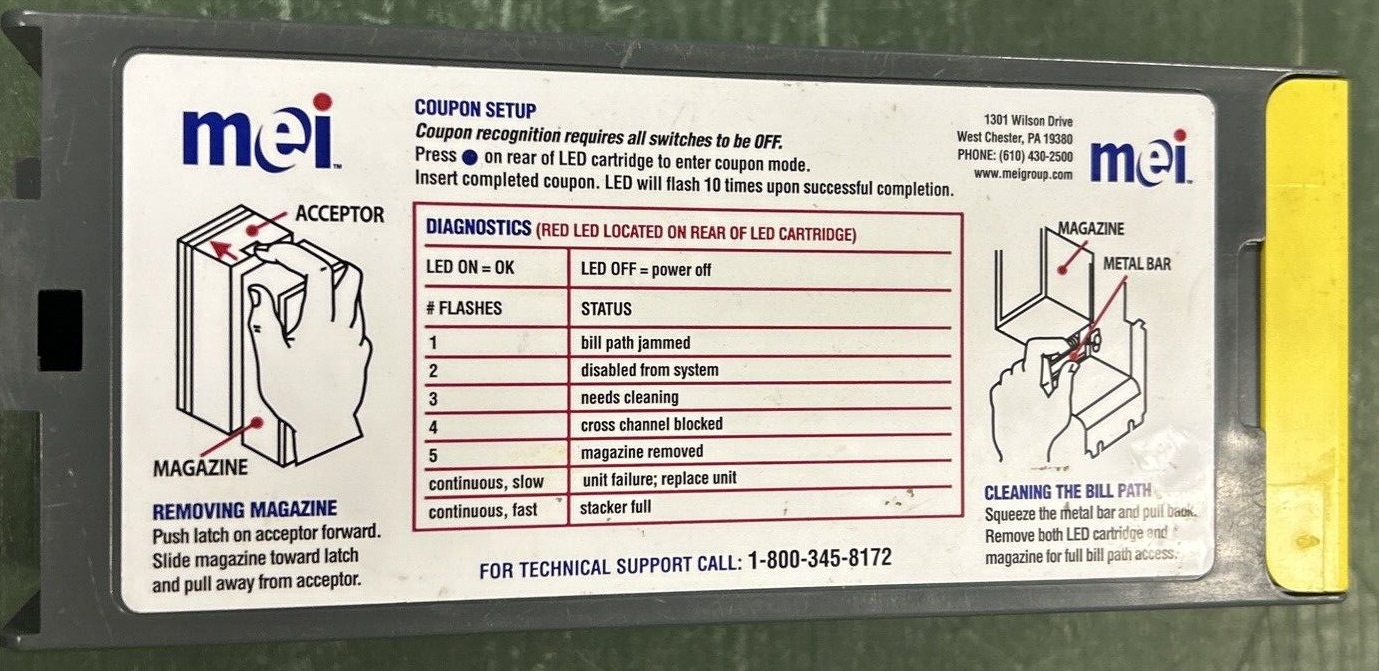 mei™
COUPON SETUP
Coupon recognition requires all switches to be OFF.
Press ● on rear of LED cartridge to enter coupon mode.
Insert completed coupon. LED will flash 10 times upon successful completion.
1301 Wilson Drive
West Chester, PA 19380
PHONE: (610) 430-2500
www.meigroup.com
mei™
ACCEPTOR
MAGAZINE
REMOVING MAGAZINE
Push latch on acceptor forward.
Slide magazine toward latch
and pull away from acceptor.
DIAGNOSTICS (RED LED LOCATED ON REAR OF LED CARTRIDGE)
LED ON = OK LED OFF = power off
# FLASHES STATUS
1 bill path jammed
2 disabled from system
3 needs cleaning
4 cross channel blocked
5 magazine removed
continuous, slow unit failure; replace unit
continuous, fast stacker full
FOR TECHNICAL SUPPORT CALL: 1-800-345-8172
MAGAZINE
METAL BAR
CLEANING THE BILL PATH
Squeeze the metal bar and pull back.
Remove both LED cartridge and
magazine for full bill path access.